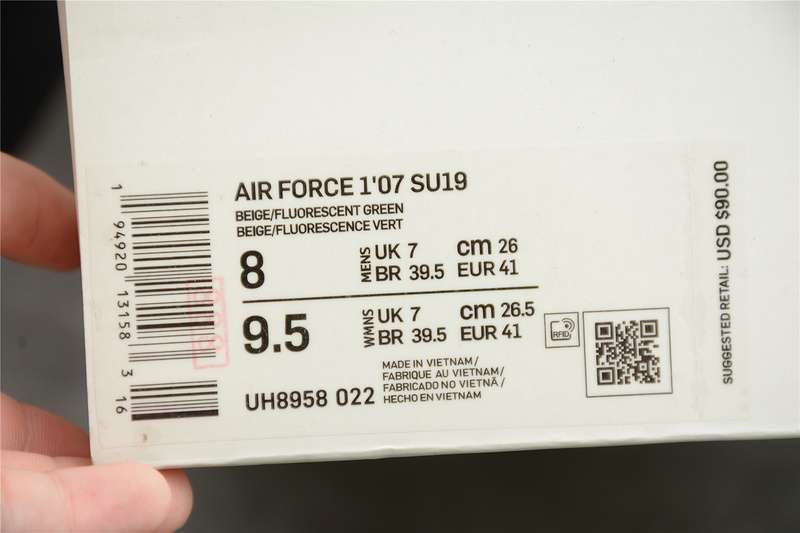 AIR FORCE 1'07 SU19
BEIGE/FLUORESCENT GREEN
BEIGE/FLUORESCENCE VERT
8
MENS
UK 7 cm 26
BR 39.5 EUR 41
9.5
WMNS
UK 7 cm 26.5
BR 39.5 EUR 41
UH8958 022
MADE IN VIETNAM/
FABRIQUE AU VIETNAM/
FABRICADO NO VIETNÃ/
HECHO EN VIETNAM
RFID
SUGGESTED RETAIL: USD $90.00
1 94920 13158 3 16